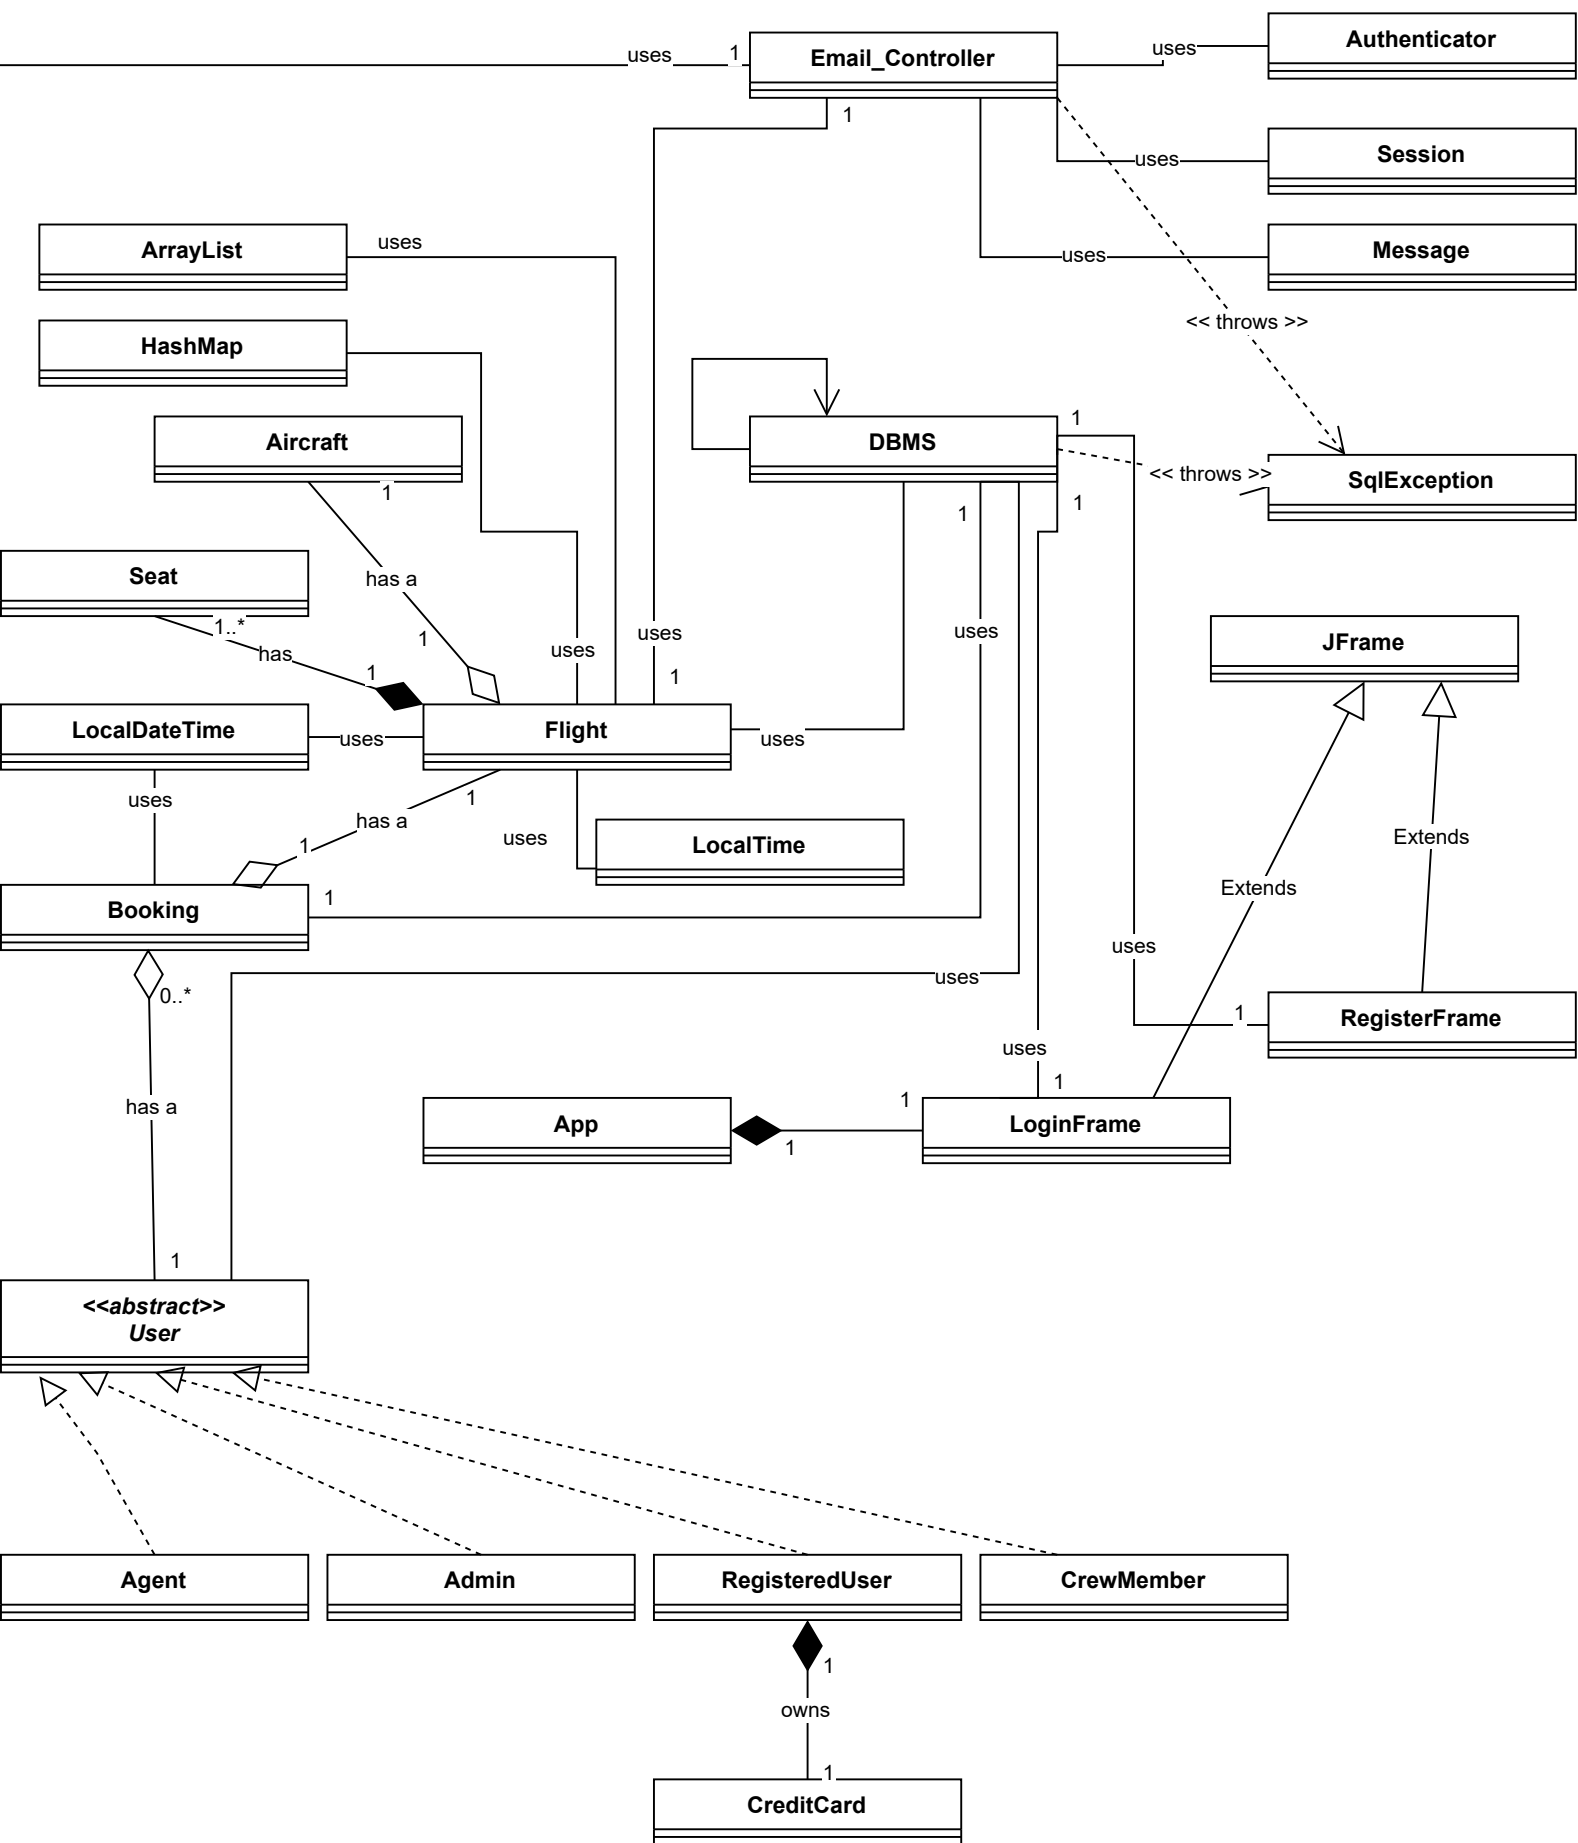 Authenticator
uses
1
Email_Controller
uses
1
Session
uses
ArrayList
uses
Message
uses
<< throws >>
HashMap
Aircraft
1
DBMS
1
<< throws >>
SqlException
1
1
Seat
1..*
has
has a
1
1
uses
uses
1
uses
JFrame
LocalDateTime
uses
Flight
uses
uses
has a
1
1
uses
LocalTime
Extends
Extends
Booking
1
0..*
uses
uses
1
RegisterFrame
uses
1
has a
App
1
1
LoginFrame
1
<<abstract>>
User
Agent
Admin
RegisteredUser
CrewMember
1
owns
1
CreditCard